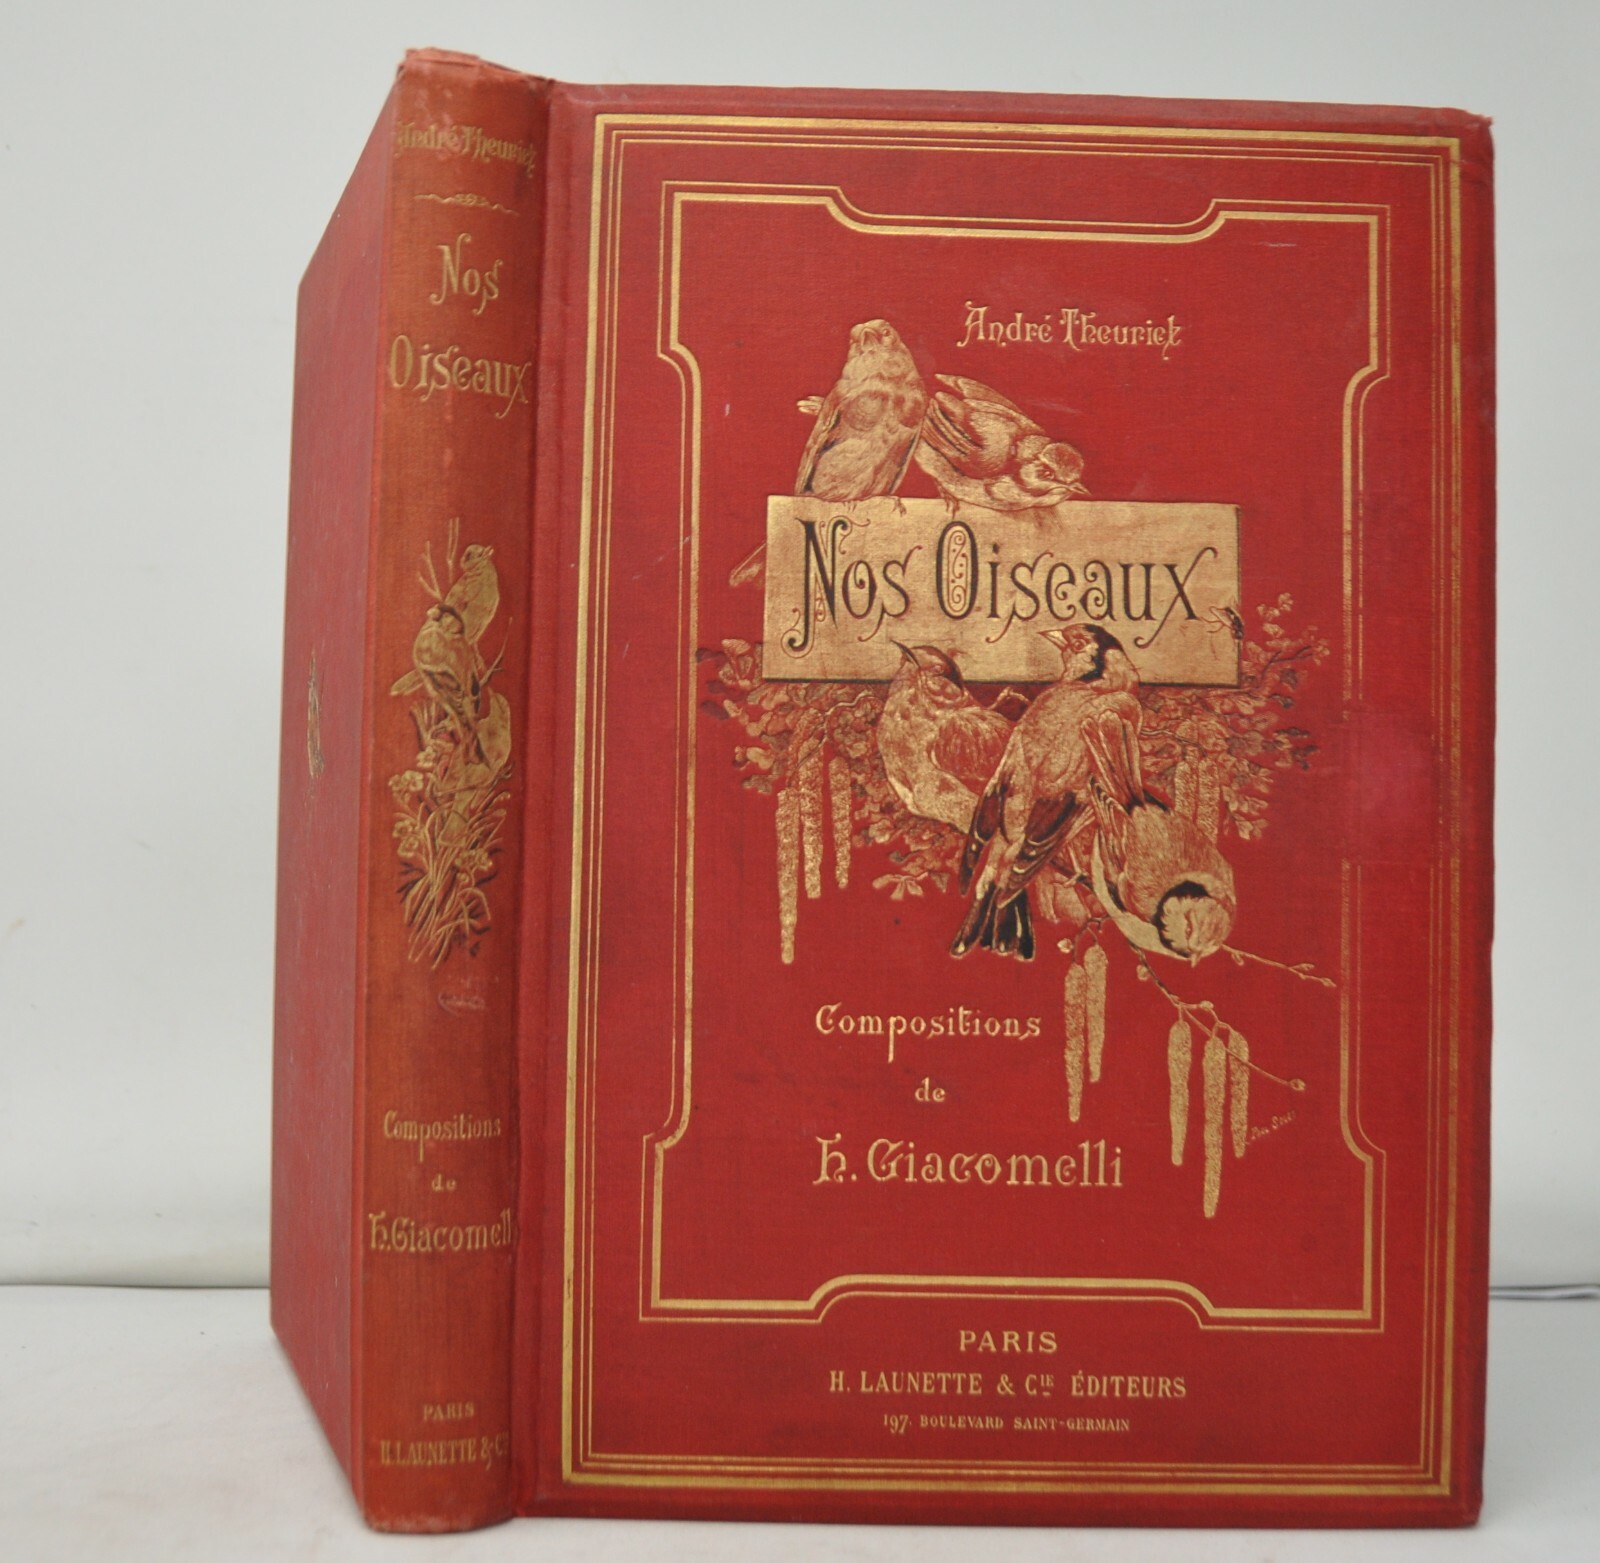 André Theuriet
Nos
Oiseaux
Compositions
de
H. Giacomelli
PARIS
H. LAUNETTE & Cie
André Theuriet
Nos Oiseaux
Compositions
de
H. Giacomelli
PARIS
H. LAUNETTE & CIE ÉDITEURS
197. BOULEVARD SAINT-GERMAIN